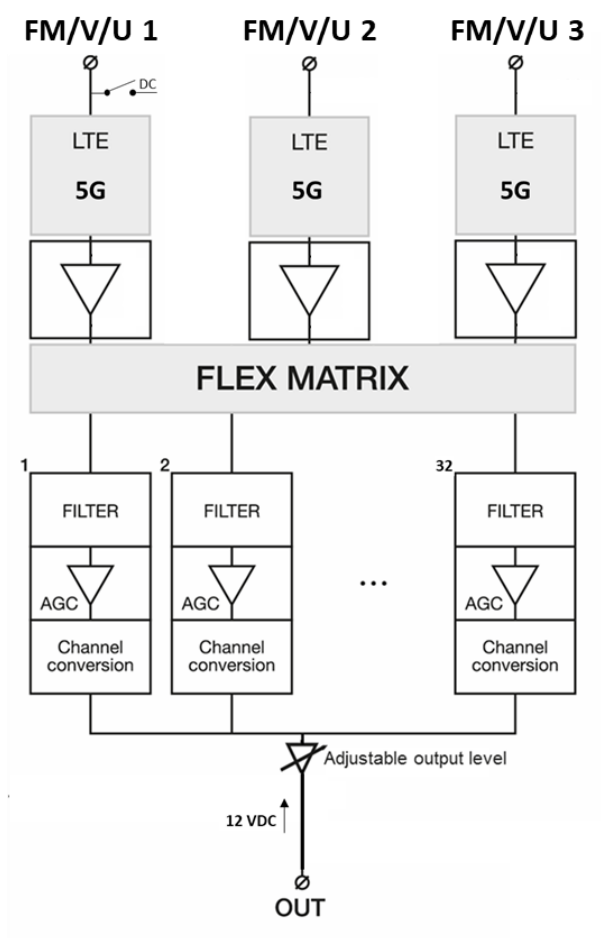 FM/V/U 1
FM/V/U 2
FM/V/U 3
DC
LTE
5G
LTE
5G
LTE
5G
FLEX MATRIX
1
2
32
FILTER
FILTER
FILTER
...
AGC
AGC
AGC
Channel
conversion
Channel
conversion
Channel
conversion
Adjustable output level
12 VDC
OUT